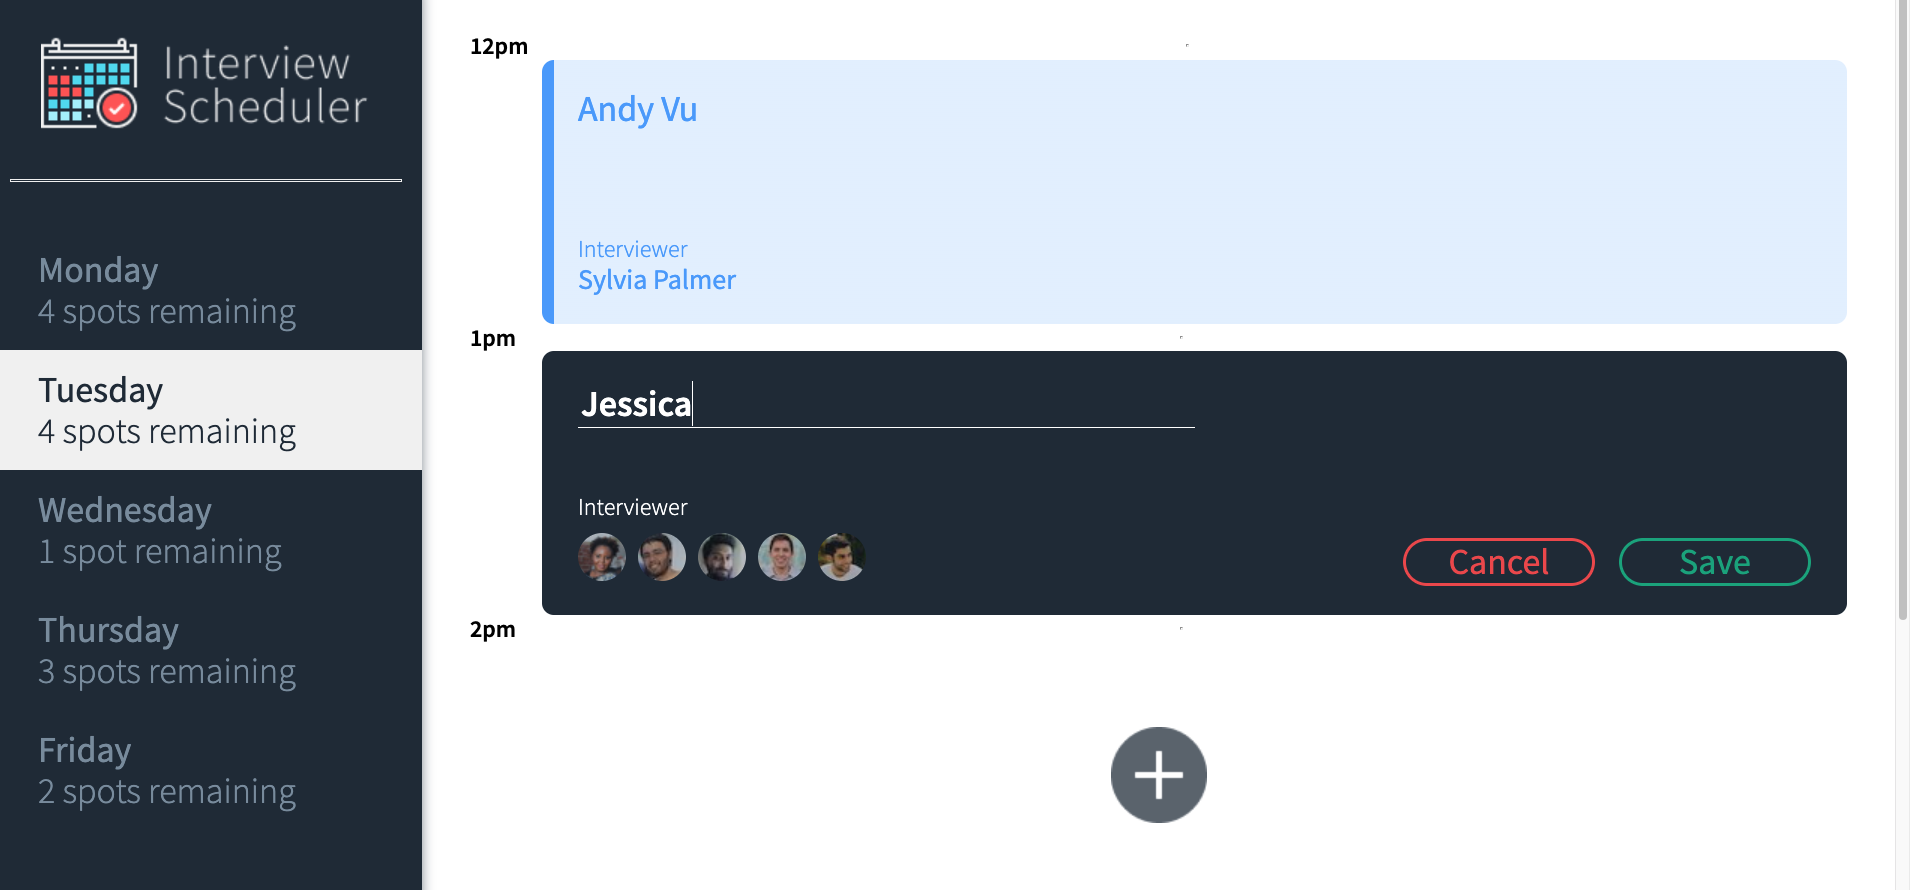 Interview
Scheduler
Monday
4 spots remaining
Tuesday
4 spots remaining
Wednesday
1 spot remaining
Thursday
3 spots remaining
Friday
2 spots remaining
12pm
Andy Vu
Interviewer
Sylvia Palmer
1pm
Jessica
Interviewer
Cancel
Save
2pm